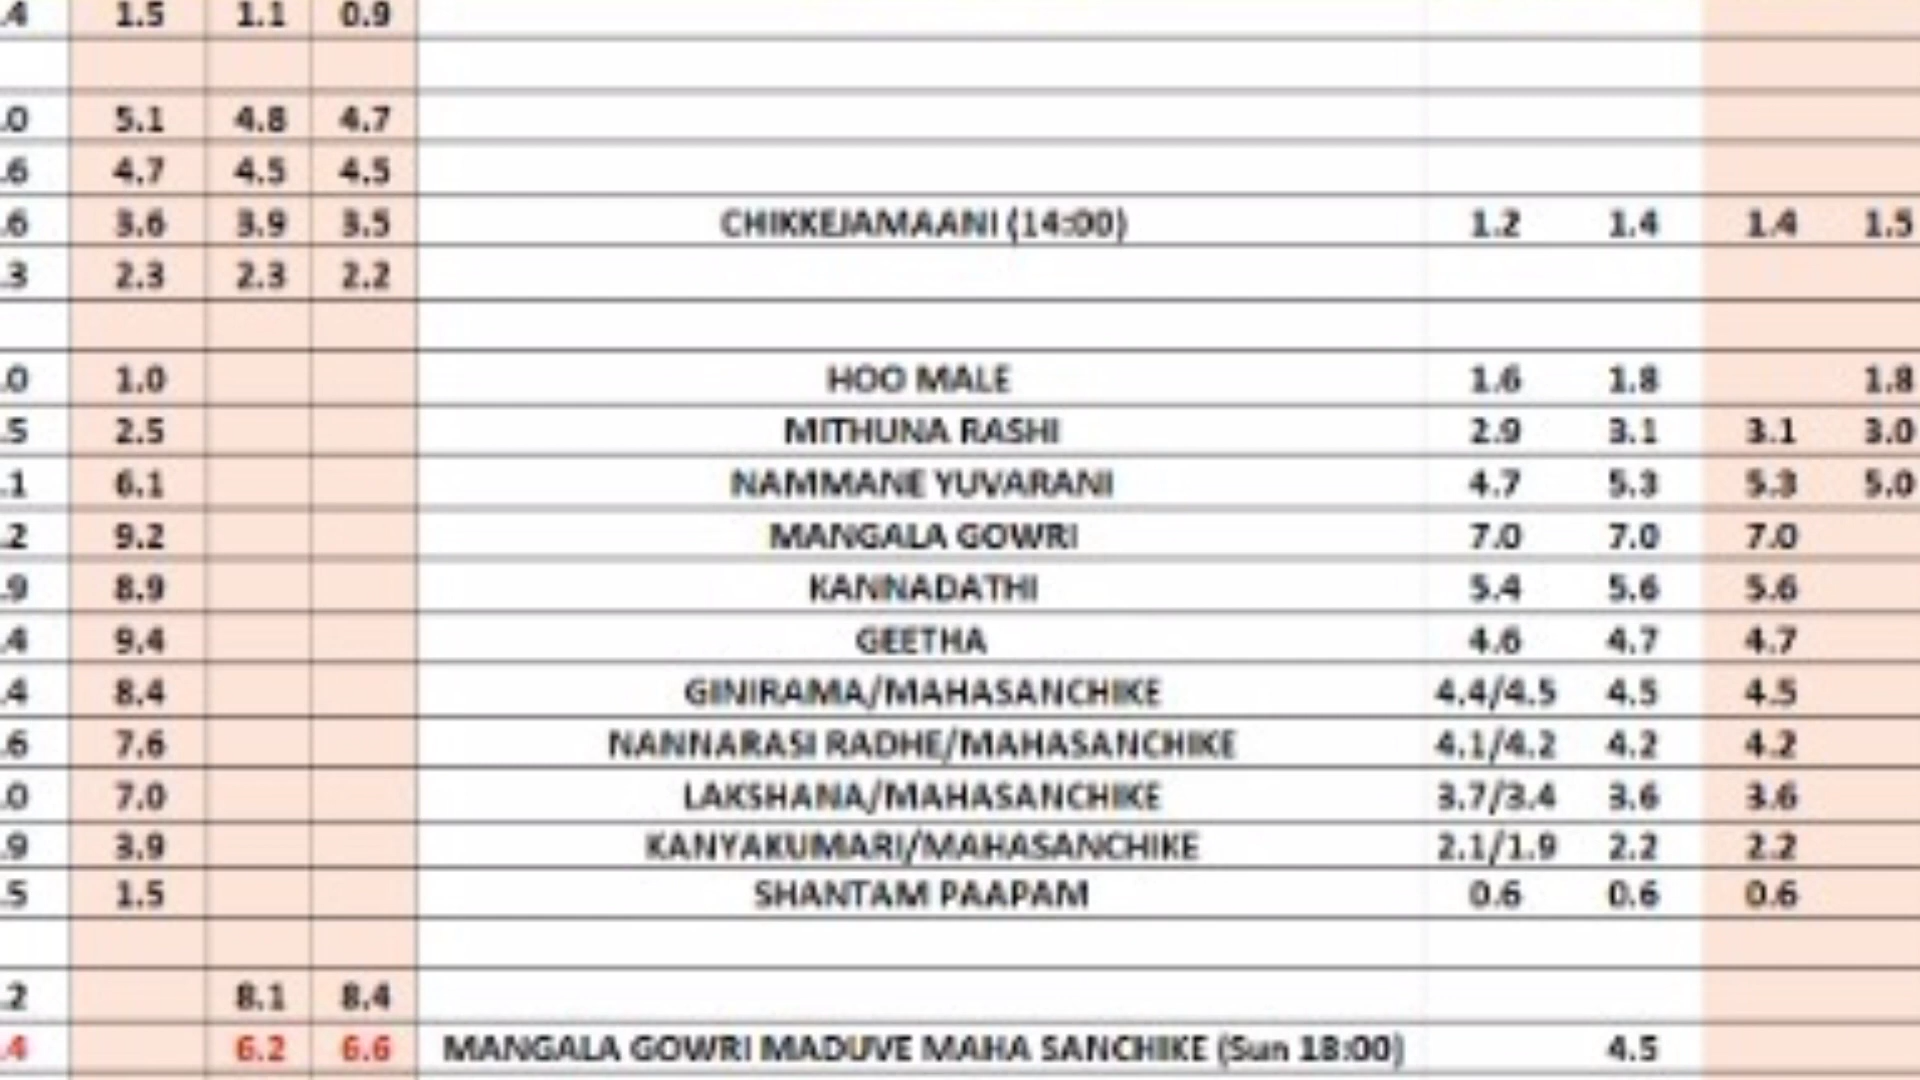 .4 1.5 1.1 0.9
.0 5.1 4.8 4.7
.6 4.7 4.5 4.5
.6 3.6 3.9 3.5 CHIKKEJAMAANI (14:00) 1.2 1.4 1.4 1.5
.3 2.3 2.3 2.2
.0 1.0 HOO MALE 1.6 1.8 1.8
.5 2.5 MITHUNA RASHI 2.9 3.1 3.1 3.0
.1 6.1 NAMMANE YUVARANI 4.7 5.3 5.3 5.0
.2 9.2 MANGALA GOWRI 7.0 7.0 7.0
.9 8.9 KANNADATHI 5.4 5.6 5.6
.4 9.4 GEETHA 4.6 4.7 4.7
.4 8.4 GINIRAMA/MAHASANCHIKE 4.4/4.5 4.5 4.5
.6 7.6 NANNARASI RADHE/MAHASANCHIKE 4.1/4.2 4.2 4.2
.0 7.0 LAKSHANA/MAHASANCHIKE 3.7/3.4 3.6 3.6
.9 3.9 KANYAKUMARI/MAHASANCHIKE 2.1/1.9 2.2 2.2
.5 1.5 SHANTAM PAAPAM 0.6 0.6 0.6
.2 8.1 8.4
.4 6.2 6.6 MANGALA GOWRI MADUVE MAHA SANCHIKE (Sun 18:00) 4.5